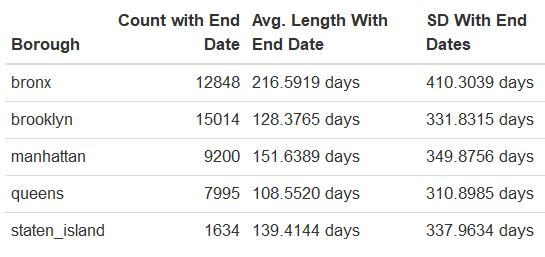 Borough Count with End Date Avg. Length With End Date SD With End Dates
bronx 12848 216.5919 days 410.3039 days
brooklyn 15014 128.3765 days 331.8315 days
manhattan 9200 151.6389 days 349.8756 days
queens 7995 108.5520 days 310.8985 days
staten_island 1634 139.4144 days 337.9634 days